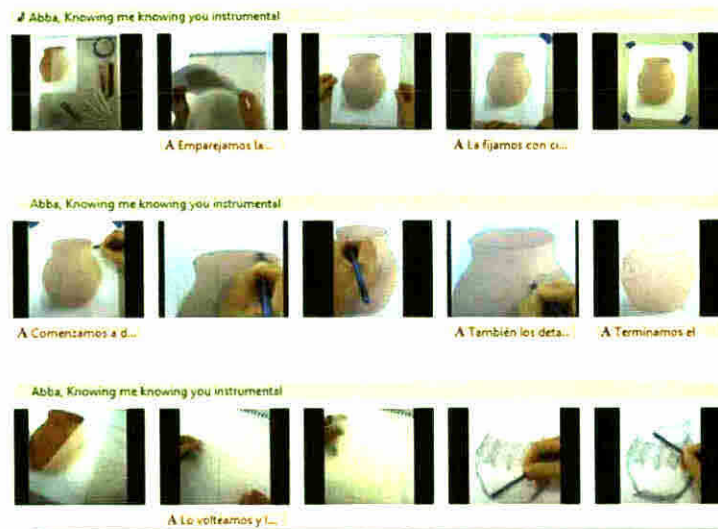 Abba, Knowing me knowing you instrumental
A Emparejamos la...
A La fijamos con ci...
Abba, Knowing me knowing you instrumental
A Comenzamos a d...
A También los deta...
A Terminamos el
Abba, Knowing me knowing you instrumental
A Lo volteamos y l...